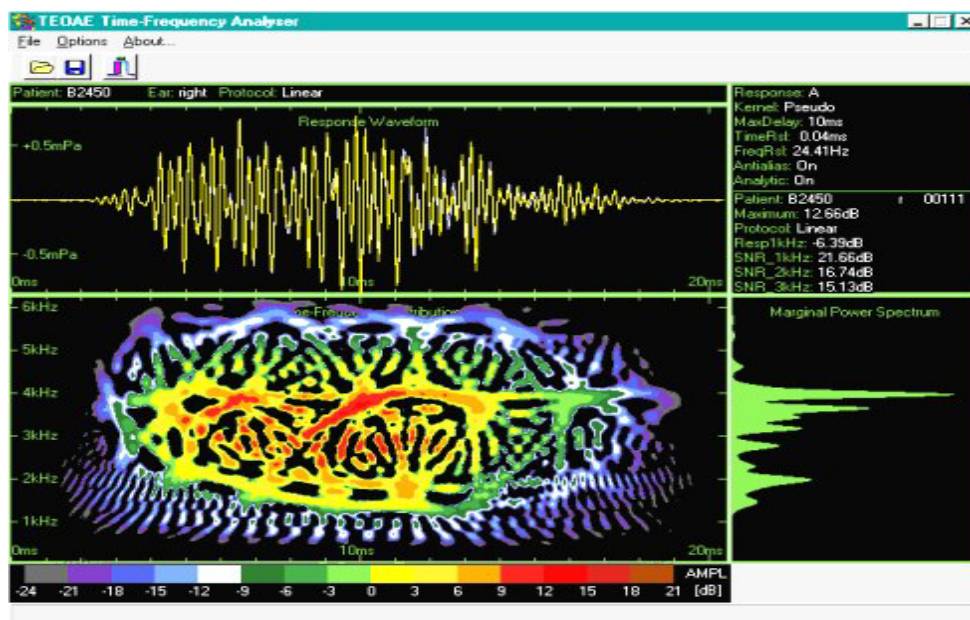 TEOAE Time-Frequency Analyser
File Options About...
Patient: B2450 Ear: right Protocol: Linear
Response Waveform
+0.5mPa
-0.5mPa
0ms 10ms 20ms
Response: A
Kernel: Pseudo
MaxDelay: 10ms
TimeRst: 0.04ms
FreqRst: 24.41Hz
Antialias: On
Analytic: On
Patient: B2450 r 00111
Maximum: 12.66dB
Protocol: Linear
Resp1kHz: -6.39dB
SNR_1kHz: 21.66dB
SNR_2kHz: 16.74dB
SNR_3kHz: 15.13dB
6kHz
5kHz
4kHz
3kHz
2kHz
1kHz
0ms 10ms 20ms
Marginal Power Spectrum
AMPL
-24 -21 -18 -15 -12 -9 -6 -3 0 3 6 9 12 15 18 21 [dB]